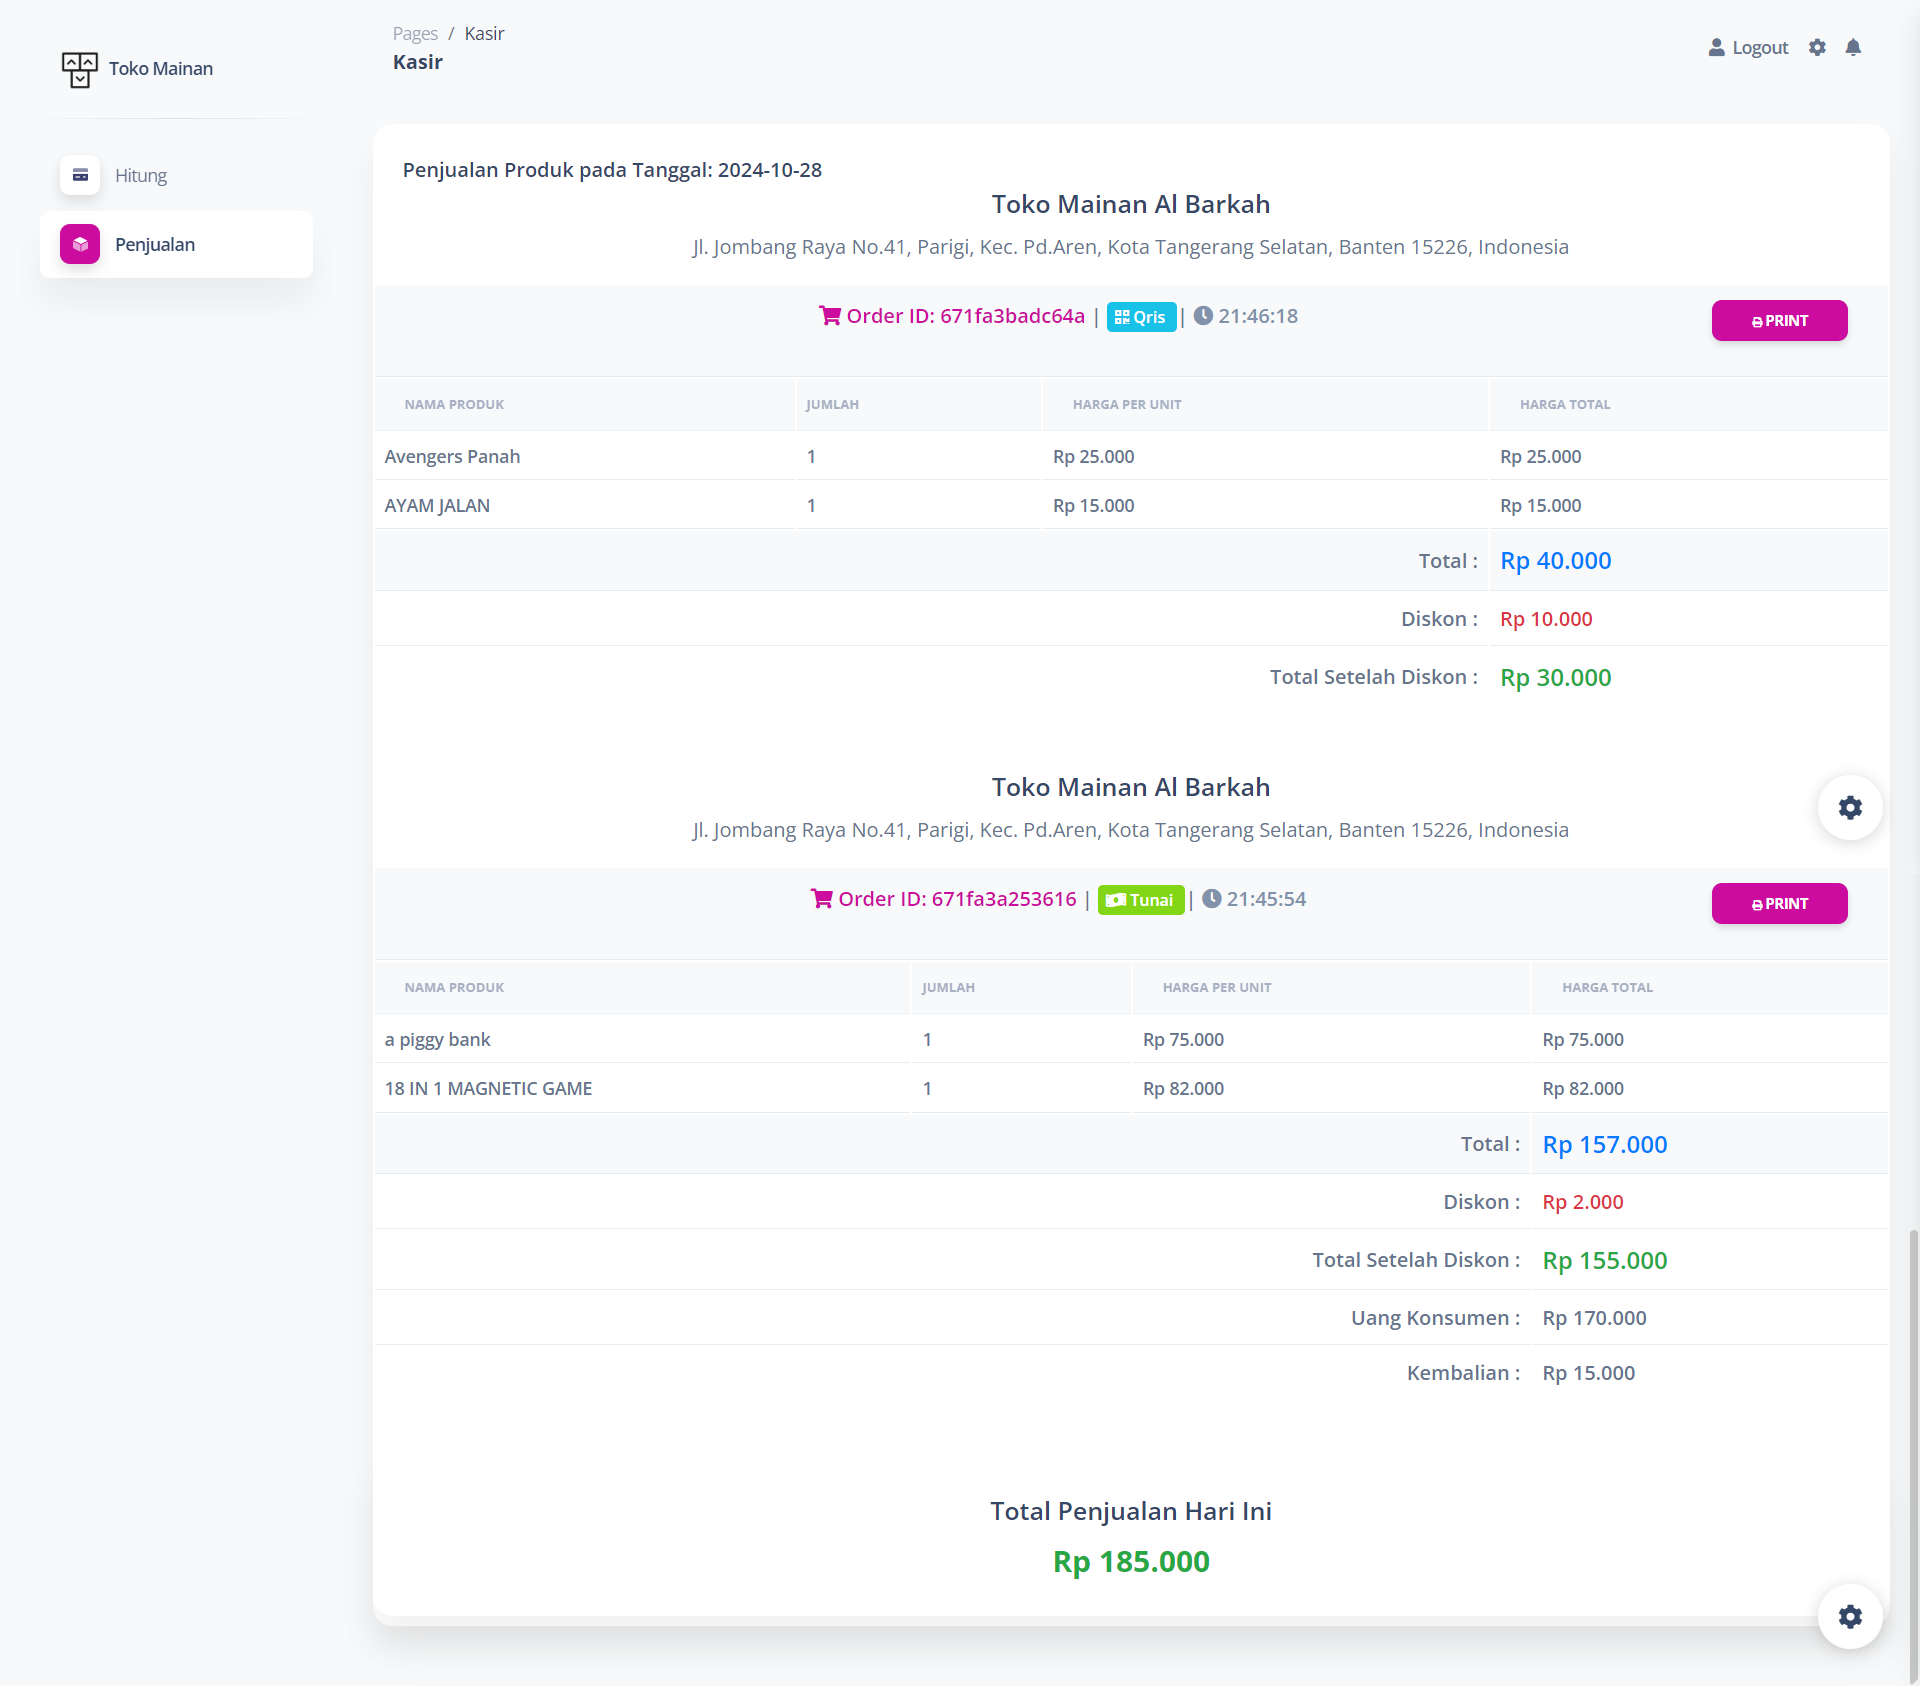 Toko Mainan
Hitung
Penjualan
Pages / Kasir
Kasir
Logout
Penjualan Produk pada Tanggal: 2024-10-28
Toko Mainan Al Barkah
Jl. Jombang Raya No.41, Parigi, Kec. Pd.Aren, Kota Tangerang Selatan, Banten 15226, Indonesia
Order ID: 671fa3badc64a | Qris | 21:46:18
PRINT
NAMA PRODUK JUMLAH HARGA PER UNIT HARGA TOTAL
Avengers Panah 1 Rp 25.000 Rp 25.000
AYAM JALAN 1 Rp 15.000 Rp 15.000
Total : Rp 40.000
Diskon : Rp 10.000
Total Setelah Diskon : Rp 30.000
Toko Mainan Al Barkah
Jl. Jombang Raya No.41, Parigi, Kec. Pd.Aren, Kota Tangerang Selatan, Banten 15226, Indonesia
Order ID: 671fa3a253616 | Tunai | 21:45:54
PRINT
NAMA PRODUK JUMLAH HARGA PER UNIT HARGA TOTAL
a piggy bank 1 Rp 75.000 Rp 75.000
18 IN 1 MAGNETIC GAME 1 Rp 82.000 Rp 82.000
Total : Rp 157.000
Diskon : Rp 2.000
Total Setelah Diskon : Rp 155.000
Uang Konsumen : Rp 170.000
Kembalian : Rp 15.000
Total Penjualan Hari Ini
Rp 185.000